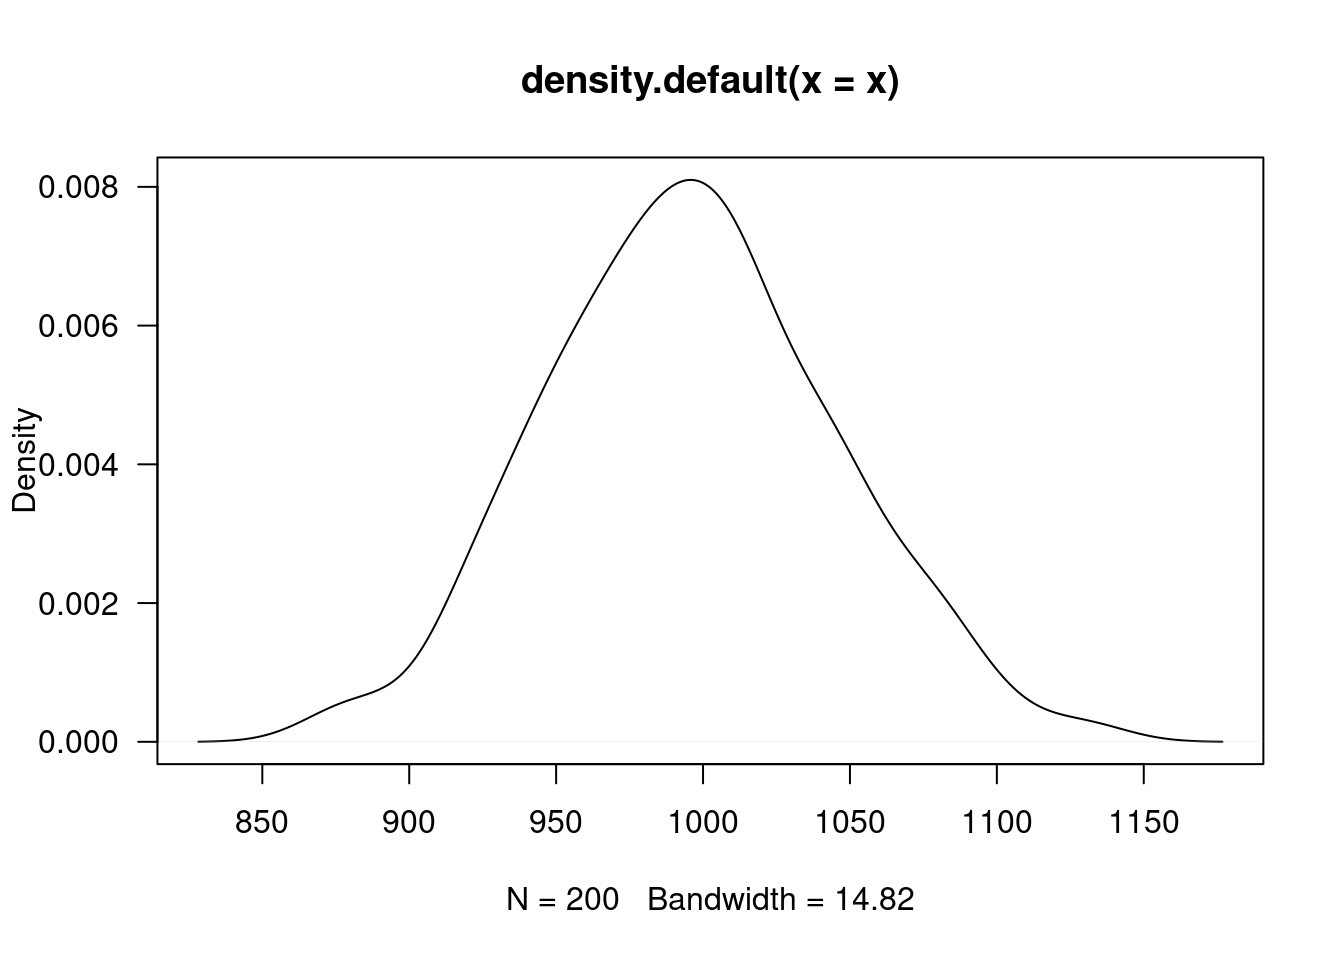 density.default(x = x)
Density
0.008
0.006
0.004
0.002
0.000
850 900 950 1000 1050 1100 1150
N = 200 Bandwidth = 14.82